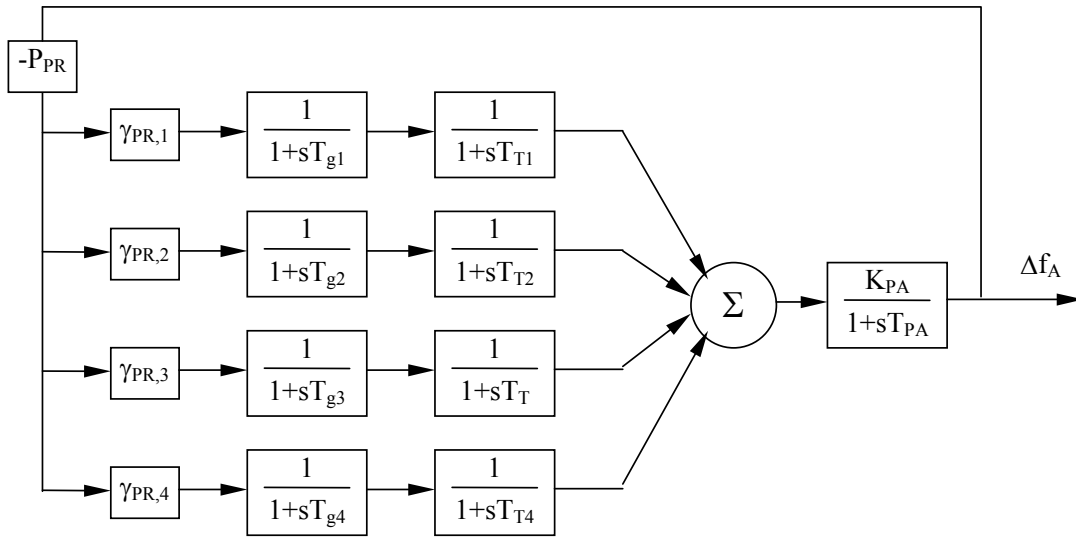 -P_PR
γ_PR,1
1
1+sT_g1
1
1+sT_T1
γ_PR,2
1
1+sT_g2
1
1+sT_T2
Σ
K_PA
1+sT_PA
Δf_A
γ_PR,3
1
1+sT_g3
1
1+sT_T
γ_PR,4
1
1+sT_g4
1
1+sT_T4